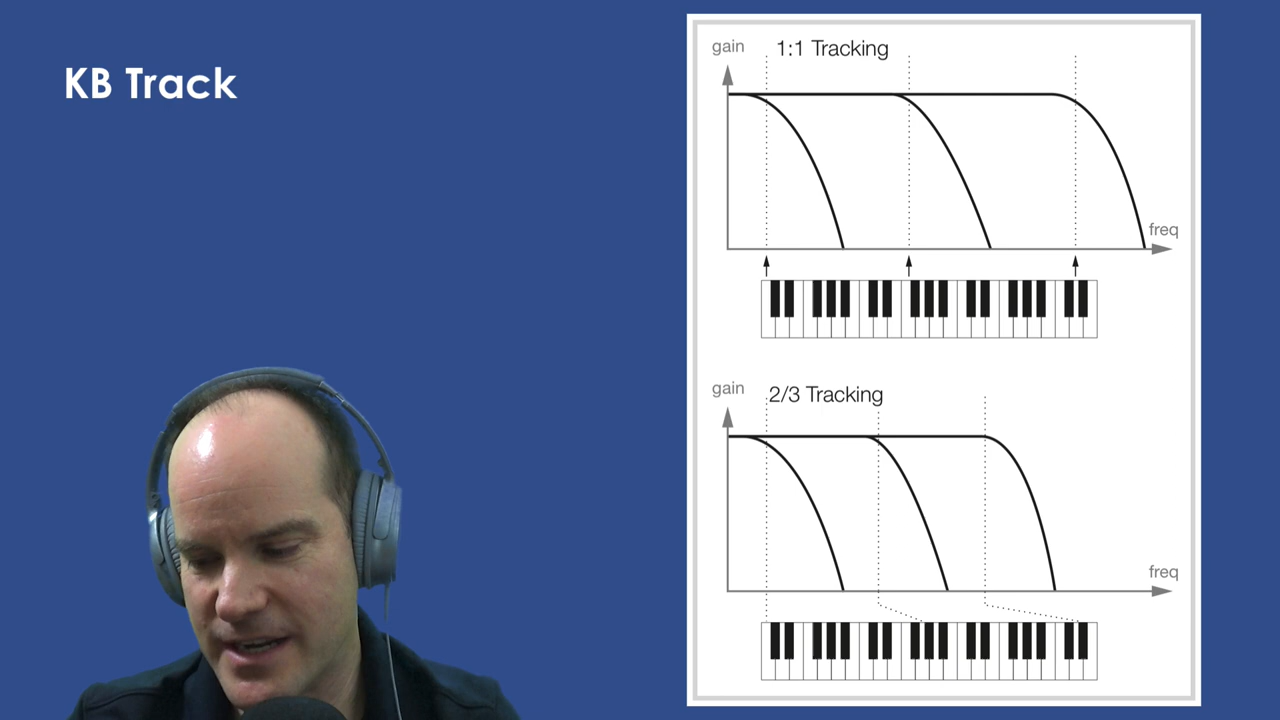 KB Track
gain
1:1 Tracking
freq
gain
2/3 Tracking
freq